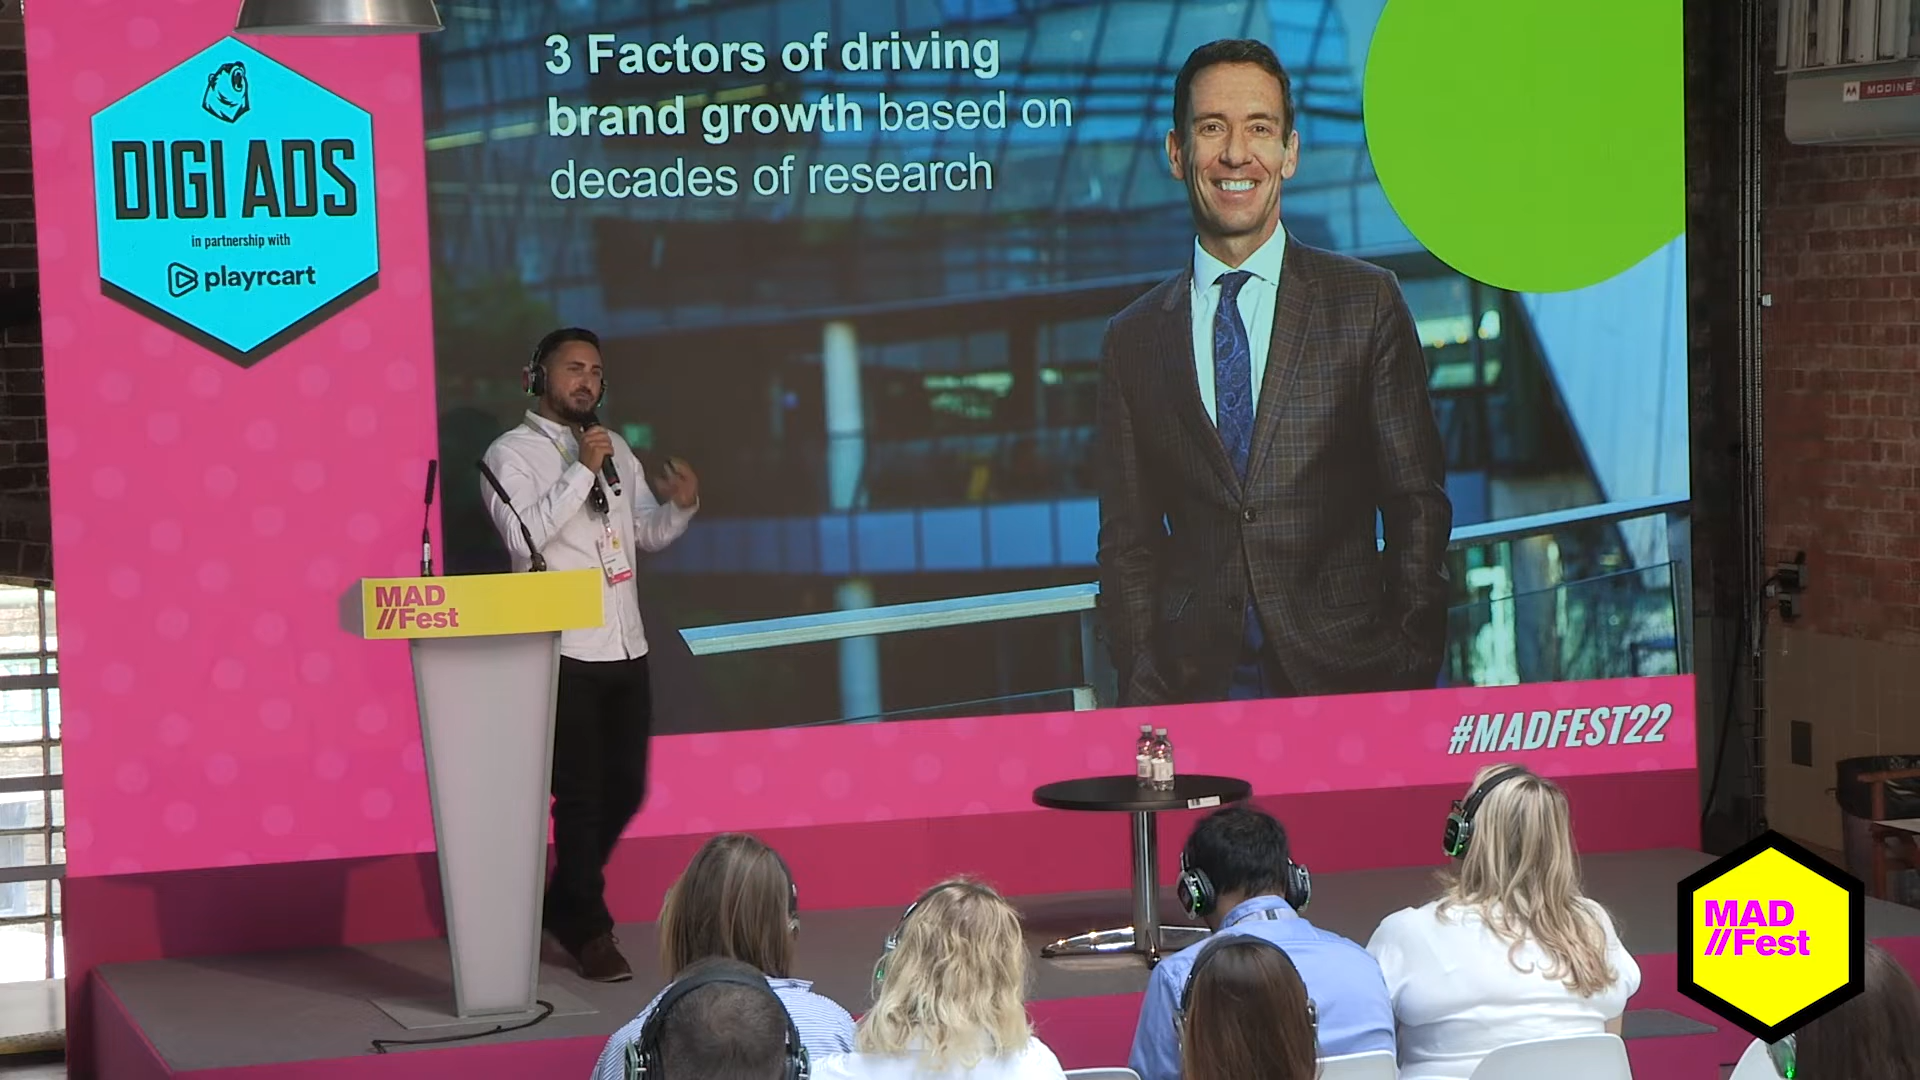 3 Factors of driving
brand growth based on
decades of research
DIGI ADS
in partnership with
playrcart
MAD
//Fest
#MADFEST22
MODINE
MAD
//Fest